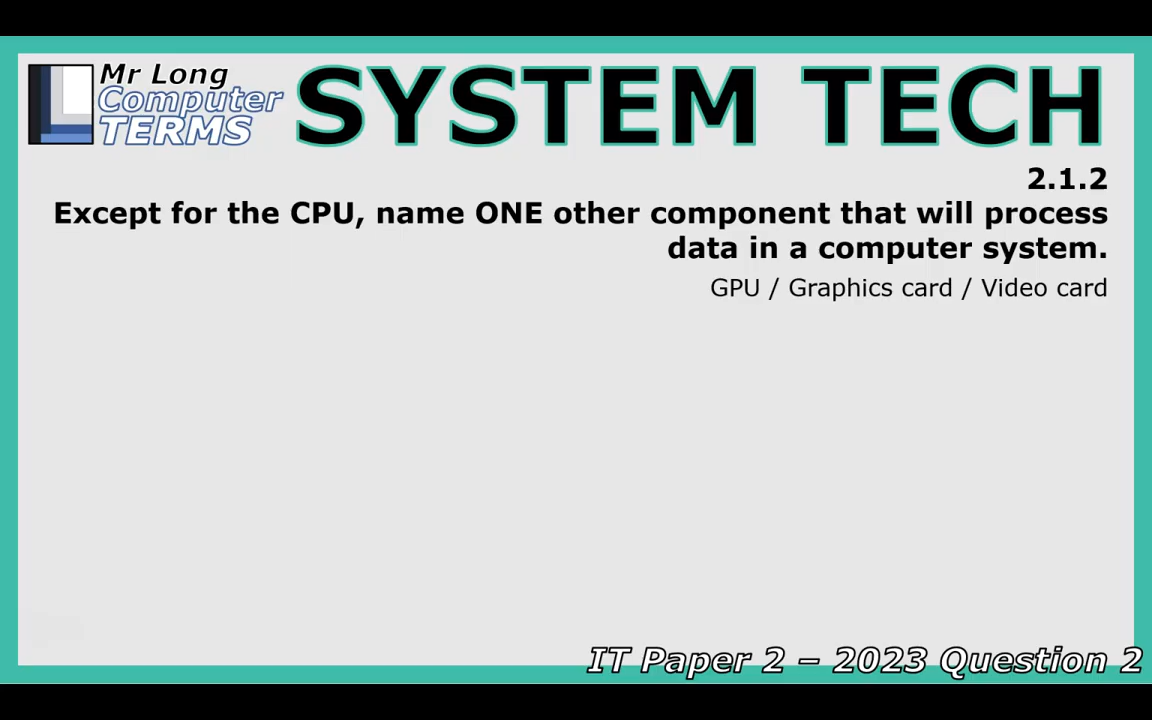 Mr Long
Computer
TERMS
SYSTEM TECH
2.1.2
Except for the CPU, name ONE other component that will process
data in a computer system.
GPU / Graphics card / Video card
IT Paper 2 – 2023 Question 2